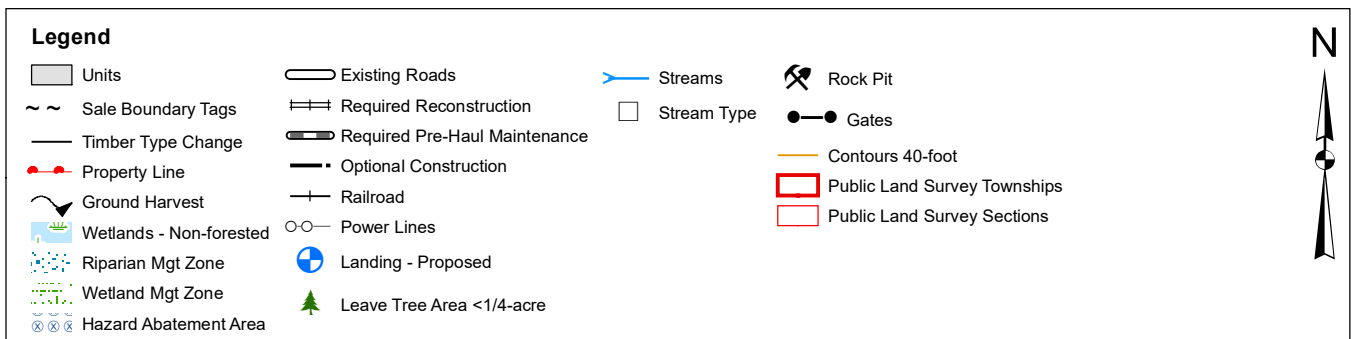 Legend
N
Units
Sale Boundary Tags
Timber Type Change
Property Line
Ground Harvest
Wetlands - Non-forested
Riparian Mgt Zone
Wetland Mgt Zone
Hazard Abatement Area
Existing Roads
Required Reconstruction
Required Pre-Haul Maintenance
Optional Construction
Railroad
Power Lines
Landing - Proposed
Leave Tree Area <1/4-acre
Streams
Stream Type
Rock Pit
Gates
Contours 40-foot
Public Land Survey Townships
Public Land Survey Sections